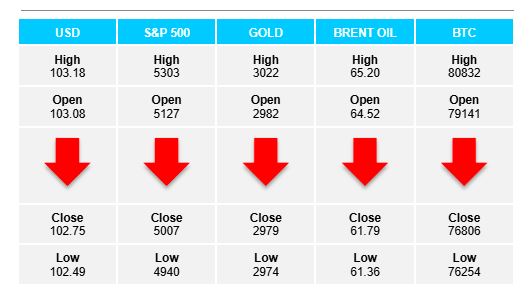 USD S&P 500 GOLD BRENT OIL BTC
High High High High High
103.18 5303 3022 65.20 80832
Open Open Open Open Open
103.08 5127 2982 64.52 79141
Close Close Close Close Close
102.75 5007 2979 61.79 76806
Low Low Low Low Low
102.49 4940 2974 61.36 76254